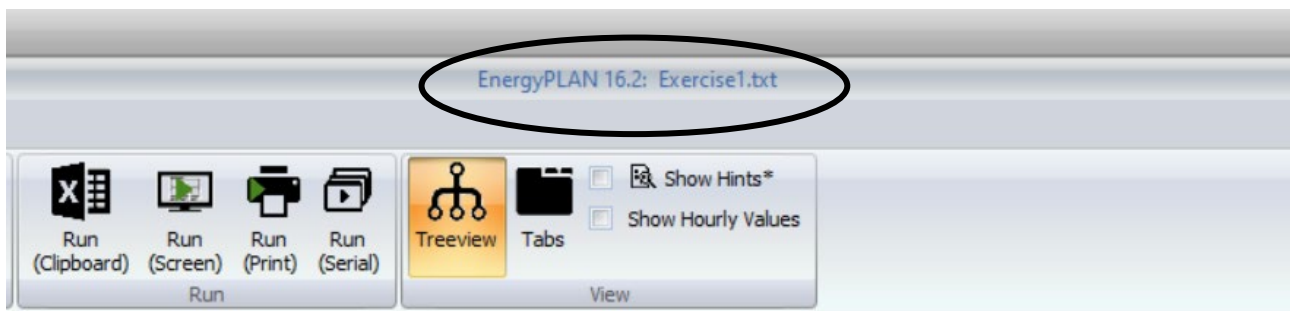 EnergyPLAN 16.2: Exercise1.txt
Run
(Clipboard)
Run
(Screen)
Run
(Print)
Run
(Serial)
Run
Treeview
Tabs
Show Hints*
Show Hourly Values
View